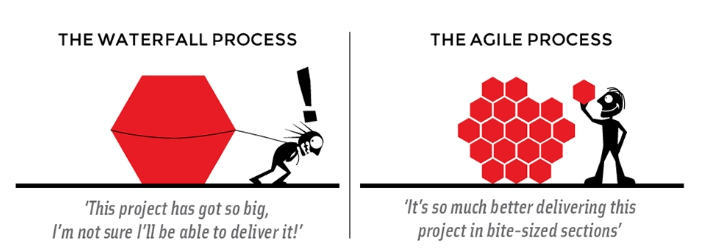 THE WATERFALL PROCESS
!
'This project has got so big,
I'm not sure I'll be able to deliver it!'
THE AGILE PROCESS
'It's so much better delivering this
project in bite-sized sections'